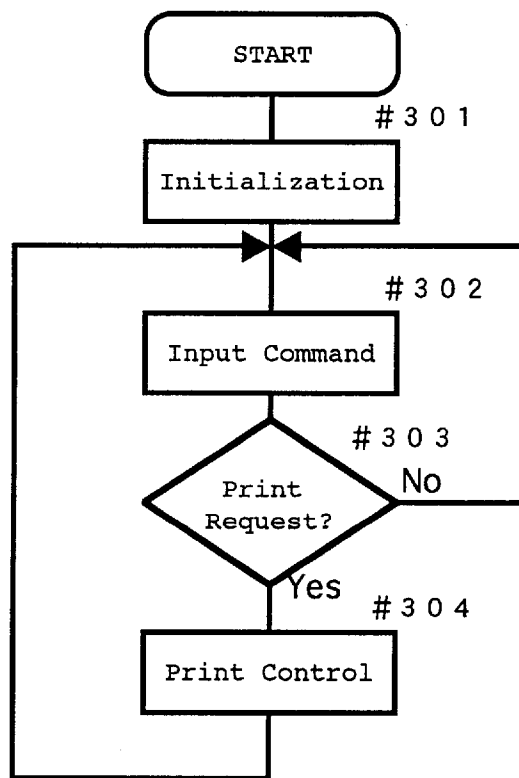 START
#301
Initialization
#302
Input Command
#303
Print
Request?
No
Yes
#304
Print Control